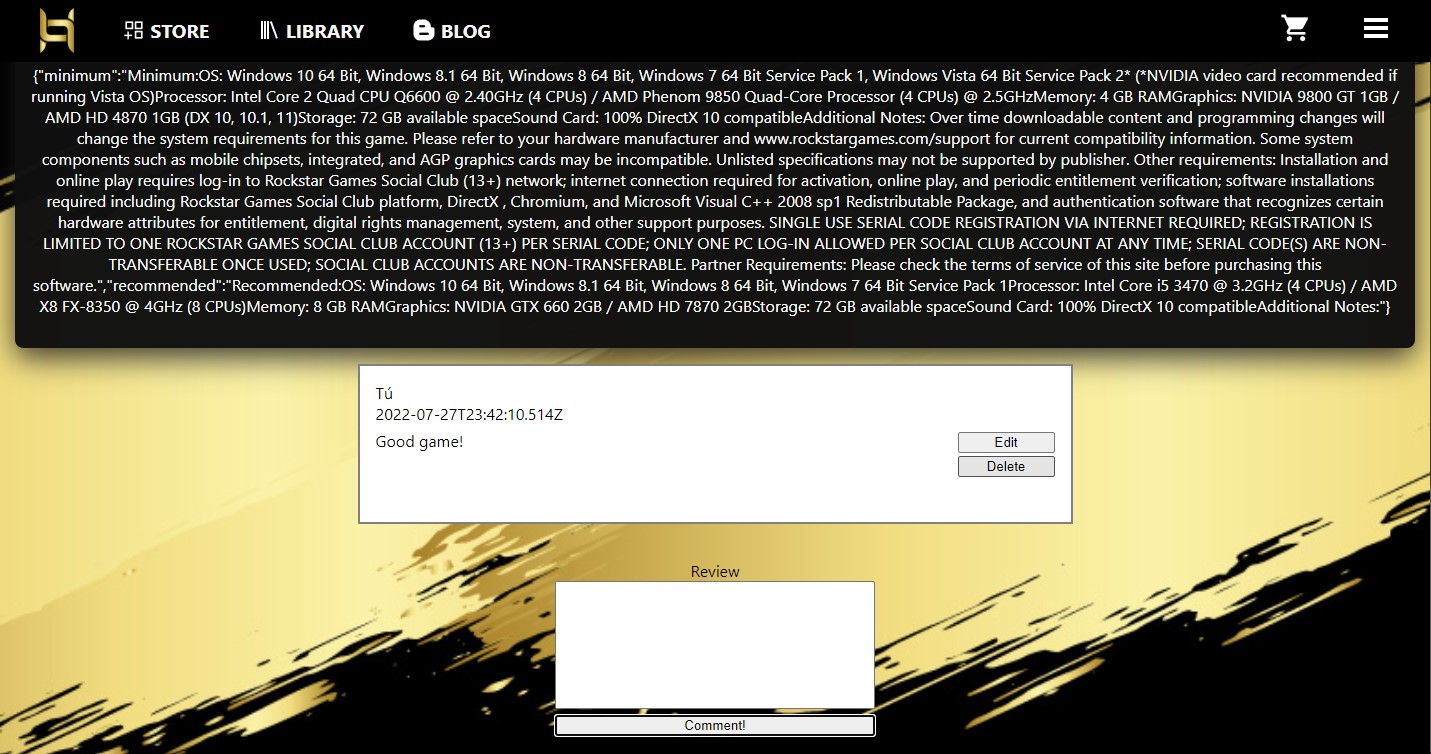 STORE
LIBRARY
BLOG
{"minimum":"Minimum:OS: Windows 10 64 Bit, Windows 8.1 64 Bit, Windows 8 64 Bit, Windows 7 64 Bit Service Pack 1, Windows Vista 64 Bit Service Pack 2* (*NVIDIA video card recommended if
running Vista OS)Processor: Intel Core 2 Quad CPU Q6600 @ 2.40GHz (4 CPUs) / AMD Phenom 9850 Quad-Core Processor (4 CPUs) @ 2.5GHzMemory: 4 GB RAMGraphics: NVIDIA 9800 GT 1GB /
AMD HD 4870 1GB (DX 10, 10.1, 11)Storage: 72 GB available spaceSound Card: 100% DirectX 10 compatibleAdditional Notes: Over time downloadable content and programming changes will
change the system requirements for this game. Please refer to your hardware manufacturer and www.rockstargames.com/support for current compatibility information. Some system
components such as mobile chipsets, integrated, and AGP graphics cards may be incompatible. Unlisted specifications may not be supported by publisher. Other requirements: Installation and
online play requires log-in to Rockstar Games Social Club (13+) network; internet connection required for activation, online play, and periodic entitlement verification; software installations
required including Rockstar Games Social Club platform, DirectX , Chromium, and Microsoft Visual C++ 2008 sp1 Redistributable Package, and authentication software that recognizes certain
hardware attributes for entitlement, digital rights management, system, and other support purposes. SINGLE USE SERIAL CODE REGISTRATION VIA INTERNET REQUIRED; REGISTRATION IS
LIMITED TO ONE ROCKSTAR GAMES SOCIAL CLUB ACCOUNT (13+) PER SERIAL CODE; ONLY ONE PC LOG-IN ALLOWED PER SOCIAL CLUB ACCOUNT AT ANY TIME; SERIAL CODE(S) ARE NON-
TRANSFERABLE ONCE USED; SOCIAL CLUB ACCOUNTS ARE NON-TRANSFERABLE. Partner Requirements: Please check the terms of service of this site before purchasing this
software.","recommended":"Recommended:OS: Windows 10 64 Bit, Windows 8.1 64 Bit, Windows 8 64 Bit, Windows 7 64 Bit Service Pack 1Processor: Intel Core i5 3470 @ 3.2GHz (4 CPUs) / AMD
X8 FX-8350 @ 4GHz (8 CPUs)Memory: 8 GB RAMGraphics: NVIDIA GTX 660 2GB / AMD HD 7870 2GBStorage: 72 GB available spaceSound Card: 100% DirectX 10 compatibleAdditional Notes:"}
Tú
2022-07-27T23:42:10.514Z
Good game!
Edit
Delete
Review
Comment!